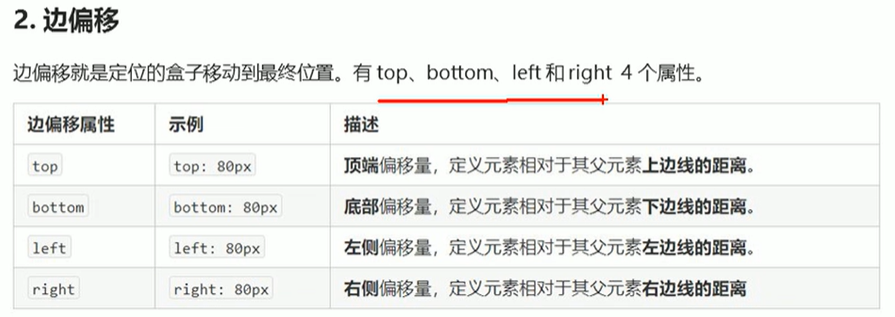 2. 边偏移
边偏移就是定位的盒子移动到最终位置。有 top、bottom、left 和 right 4 个属性。
边偏移属性 示例 描述
top top: 80px 顶端偏移量，定义元素相对于其父元素上边线的距离。
bottom bottom: 80px 底部偏移量，定义元素相对于其父元素下边线的距离。
left left: 80px 左侧偏移量，定义元素相对于其父元素左边线的距离。
right right: 80px 右侧偏移量，定义元素相对于其父元素右边线的距离